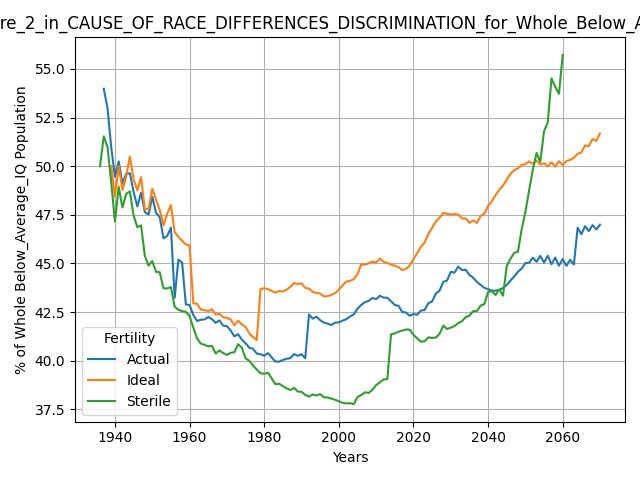 re_2_in_CAUSE_OF_RACE_DIFFERENCES_DISCRIMINATION_for_Whole_Below_A
% of Whole Below_Average_IQ Population
55.0
52.5
50.0
47.5
45.0
42.5
40.0
37.5
Fertility
Actual
Ideal
Sterile
1940 1960 1980 2000 2020 2040 2060
Years